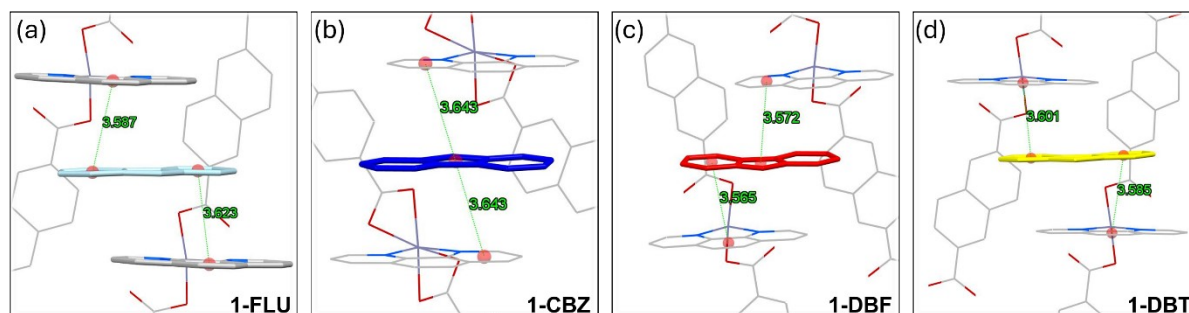 (a)
3.587
3.623
1-FLU
(b)
3.643
3.643
1-CBZ
(c)
3.572
3.565
1-DBF
(d)
3.601
3.585
1-DBT